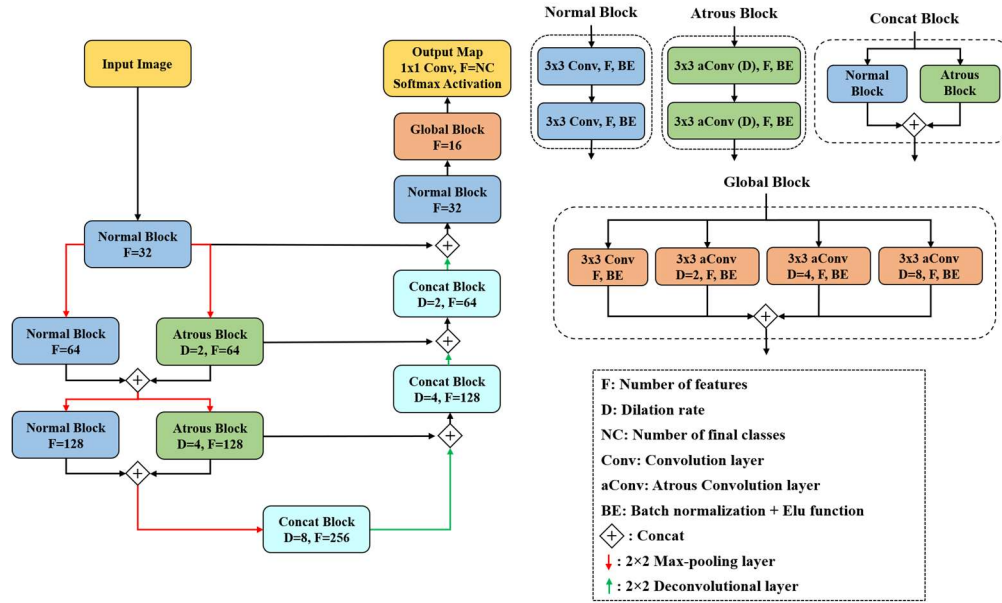 Input Image
Output Map
1x1 Conv, F=NC
Softmax Activation
Global Block
F=16
Normal Block
F=32
Normal Block
F=32
Concat Block
D=2, F=64
Normal Block
F=64
Atrous Block
D=2, F=64
Concat Block
D=4, F=128
Normal Block
F=128
Atrous Block
D=4, F=128
Concat Block
D=8, F=256
Normal Block
3x3 Conv, F, BE
3x3 Conv, F, BE
Atrous Block
3x3 aConv (D), F, BE
3x3 aConv (D), F, BE
Concat Block
Normal
Block
Atrous
Block
Global Block
3x3 Conv
F, BE
3x3 aConv
D=2, F, BE
3x3 aConv
D=4, F, BE
3x3 aConv
D=8, F, BE
F: Number of features
D: Dilation rate
NC: Number of final classes
Conv: Convolution layer
aConv: Atrous Convolution layer
BE: Batch normalization + Elu function
: Concat
: 2×2 Max-pooling layer
: 2×2 Deconvolutional layer